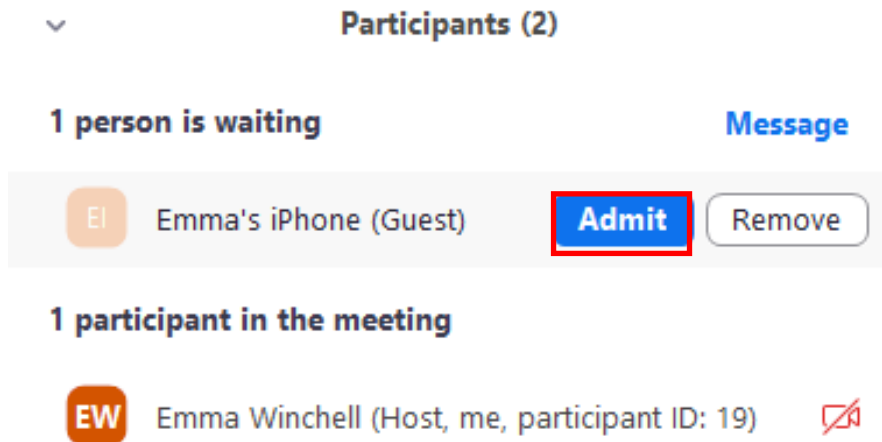 Participants (2)
1 person is waiting Message
EI Emma's iPhone (Guest) Admit Remove
1 participant in the meeting
EW Emma Winchell (Host, me, participant ID: 19)